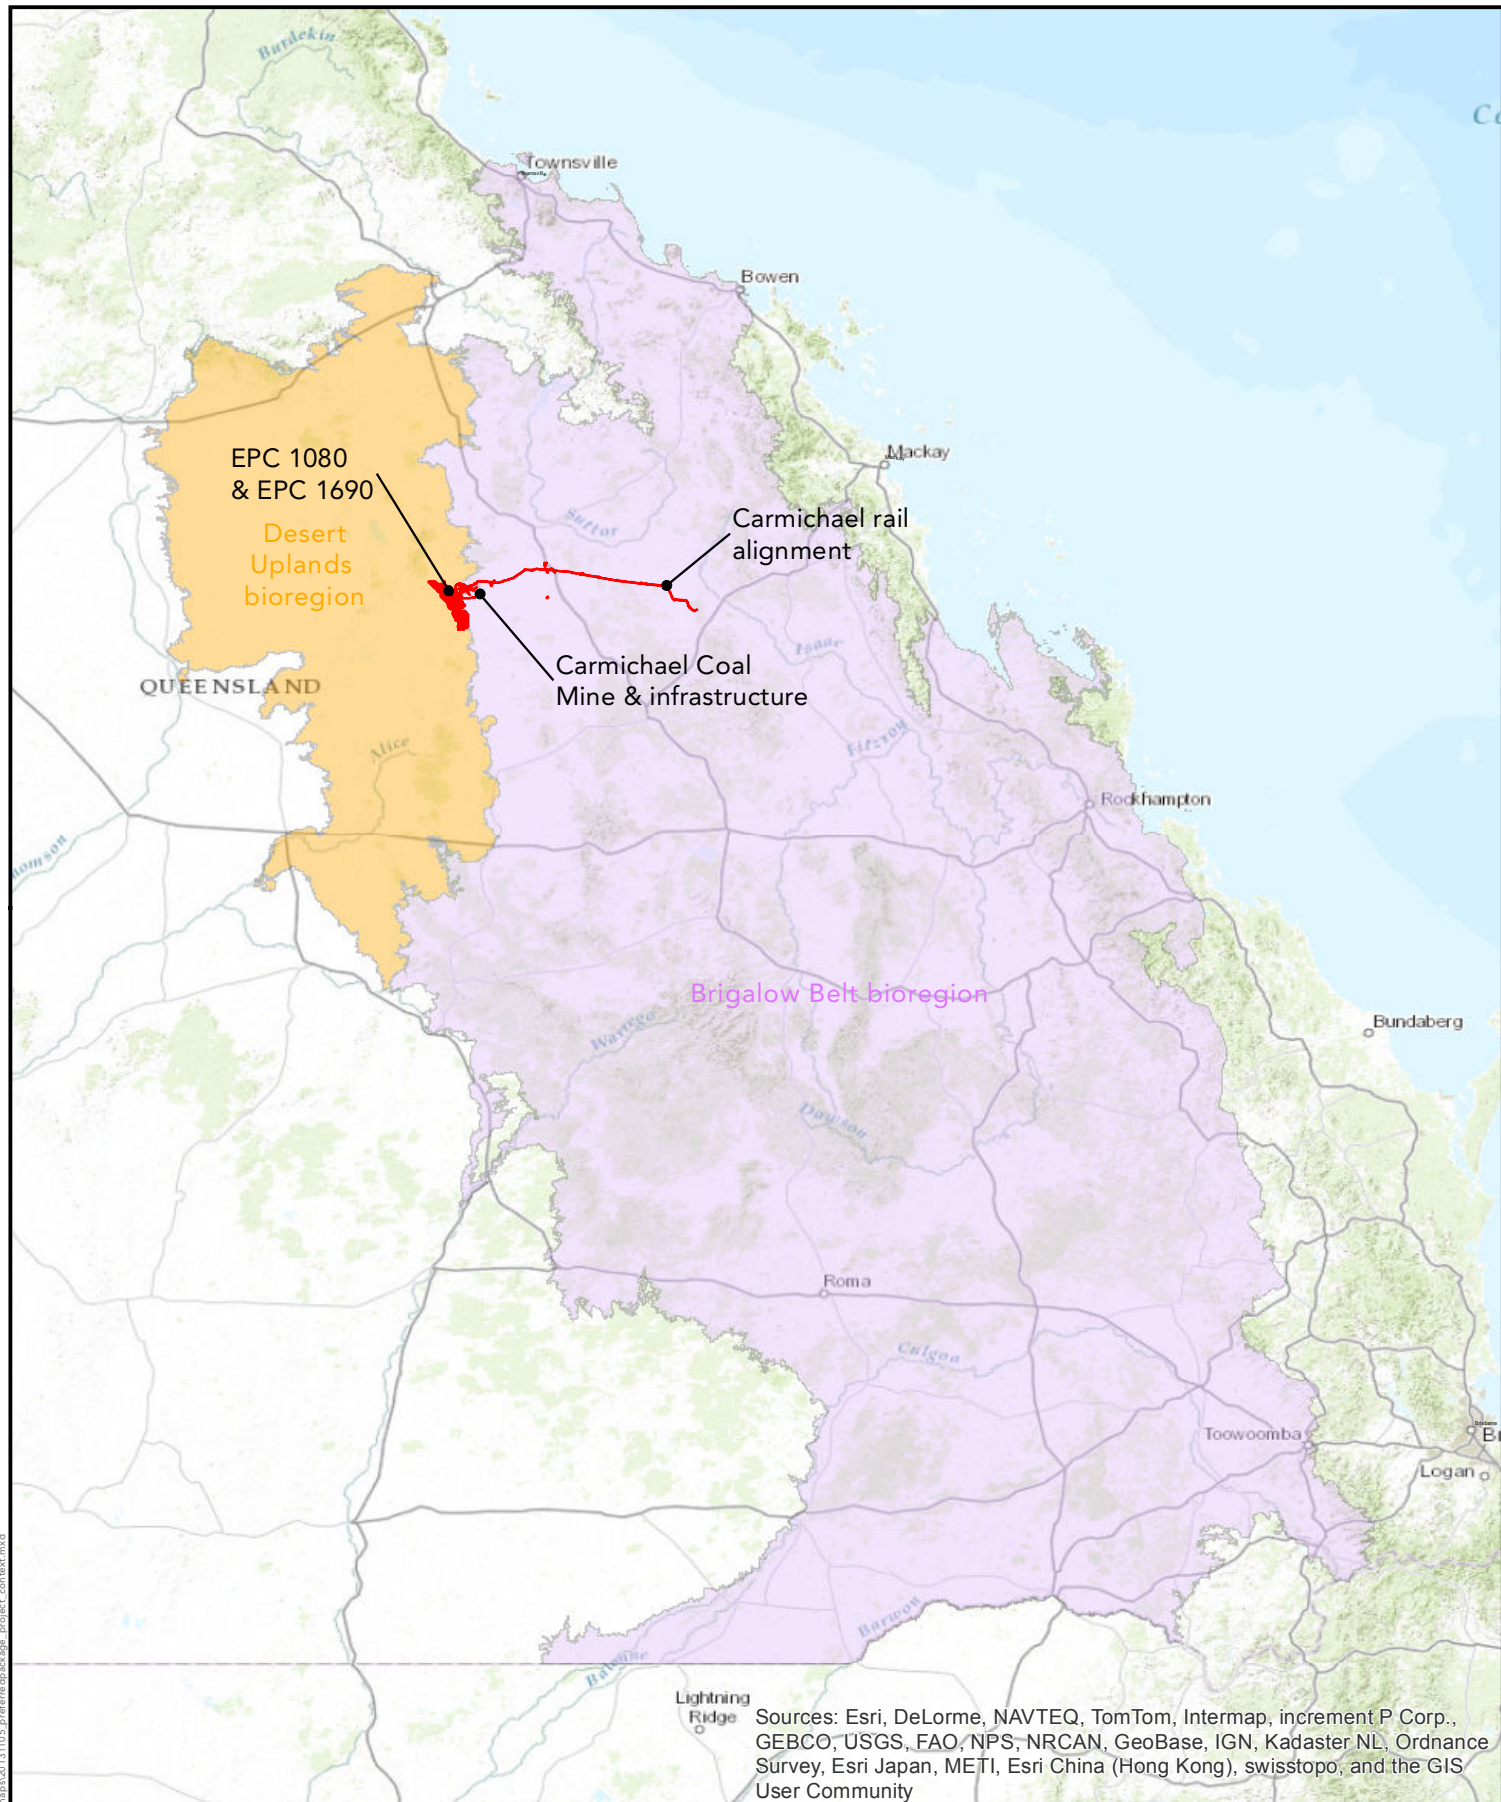 Burdekin
Townsville
Bowen
EPC 1080
& EPC 1690
Mackay
Desert
Uplands
bioregion
Suttor
Carmichael rail
alignment
Isaac
Carmichael Coal
Mine & infrastructure
QUEENSLAND
Alice
Fitzroy
Rockhampton
Brigalow Belt bioregion
Warrego
Bundaberg
Dawson
Roma
Culgoa
Toowoomba
Brisbane
Logan
Barwon
Balonne
Lightning
Ridge
Sources: Esri, DeLorme, NAVTEQ, TomTom, Intermap, increment P Corp.,
GEBCO, USGS, FAO, NPS, NRCAN, GeoBase, IGN, Kadaster NL, Ordnance
Survey, Esri Japan, METI, Esri China (Hong Kong), swisstopo, and the GIS
User Community